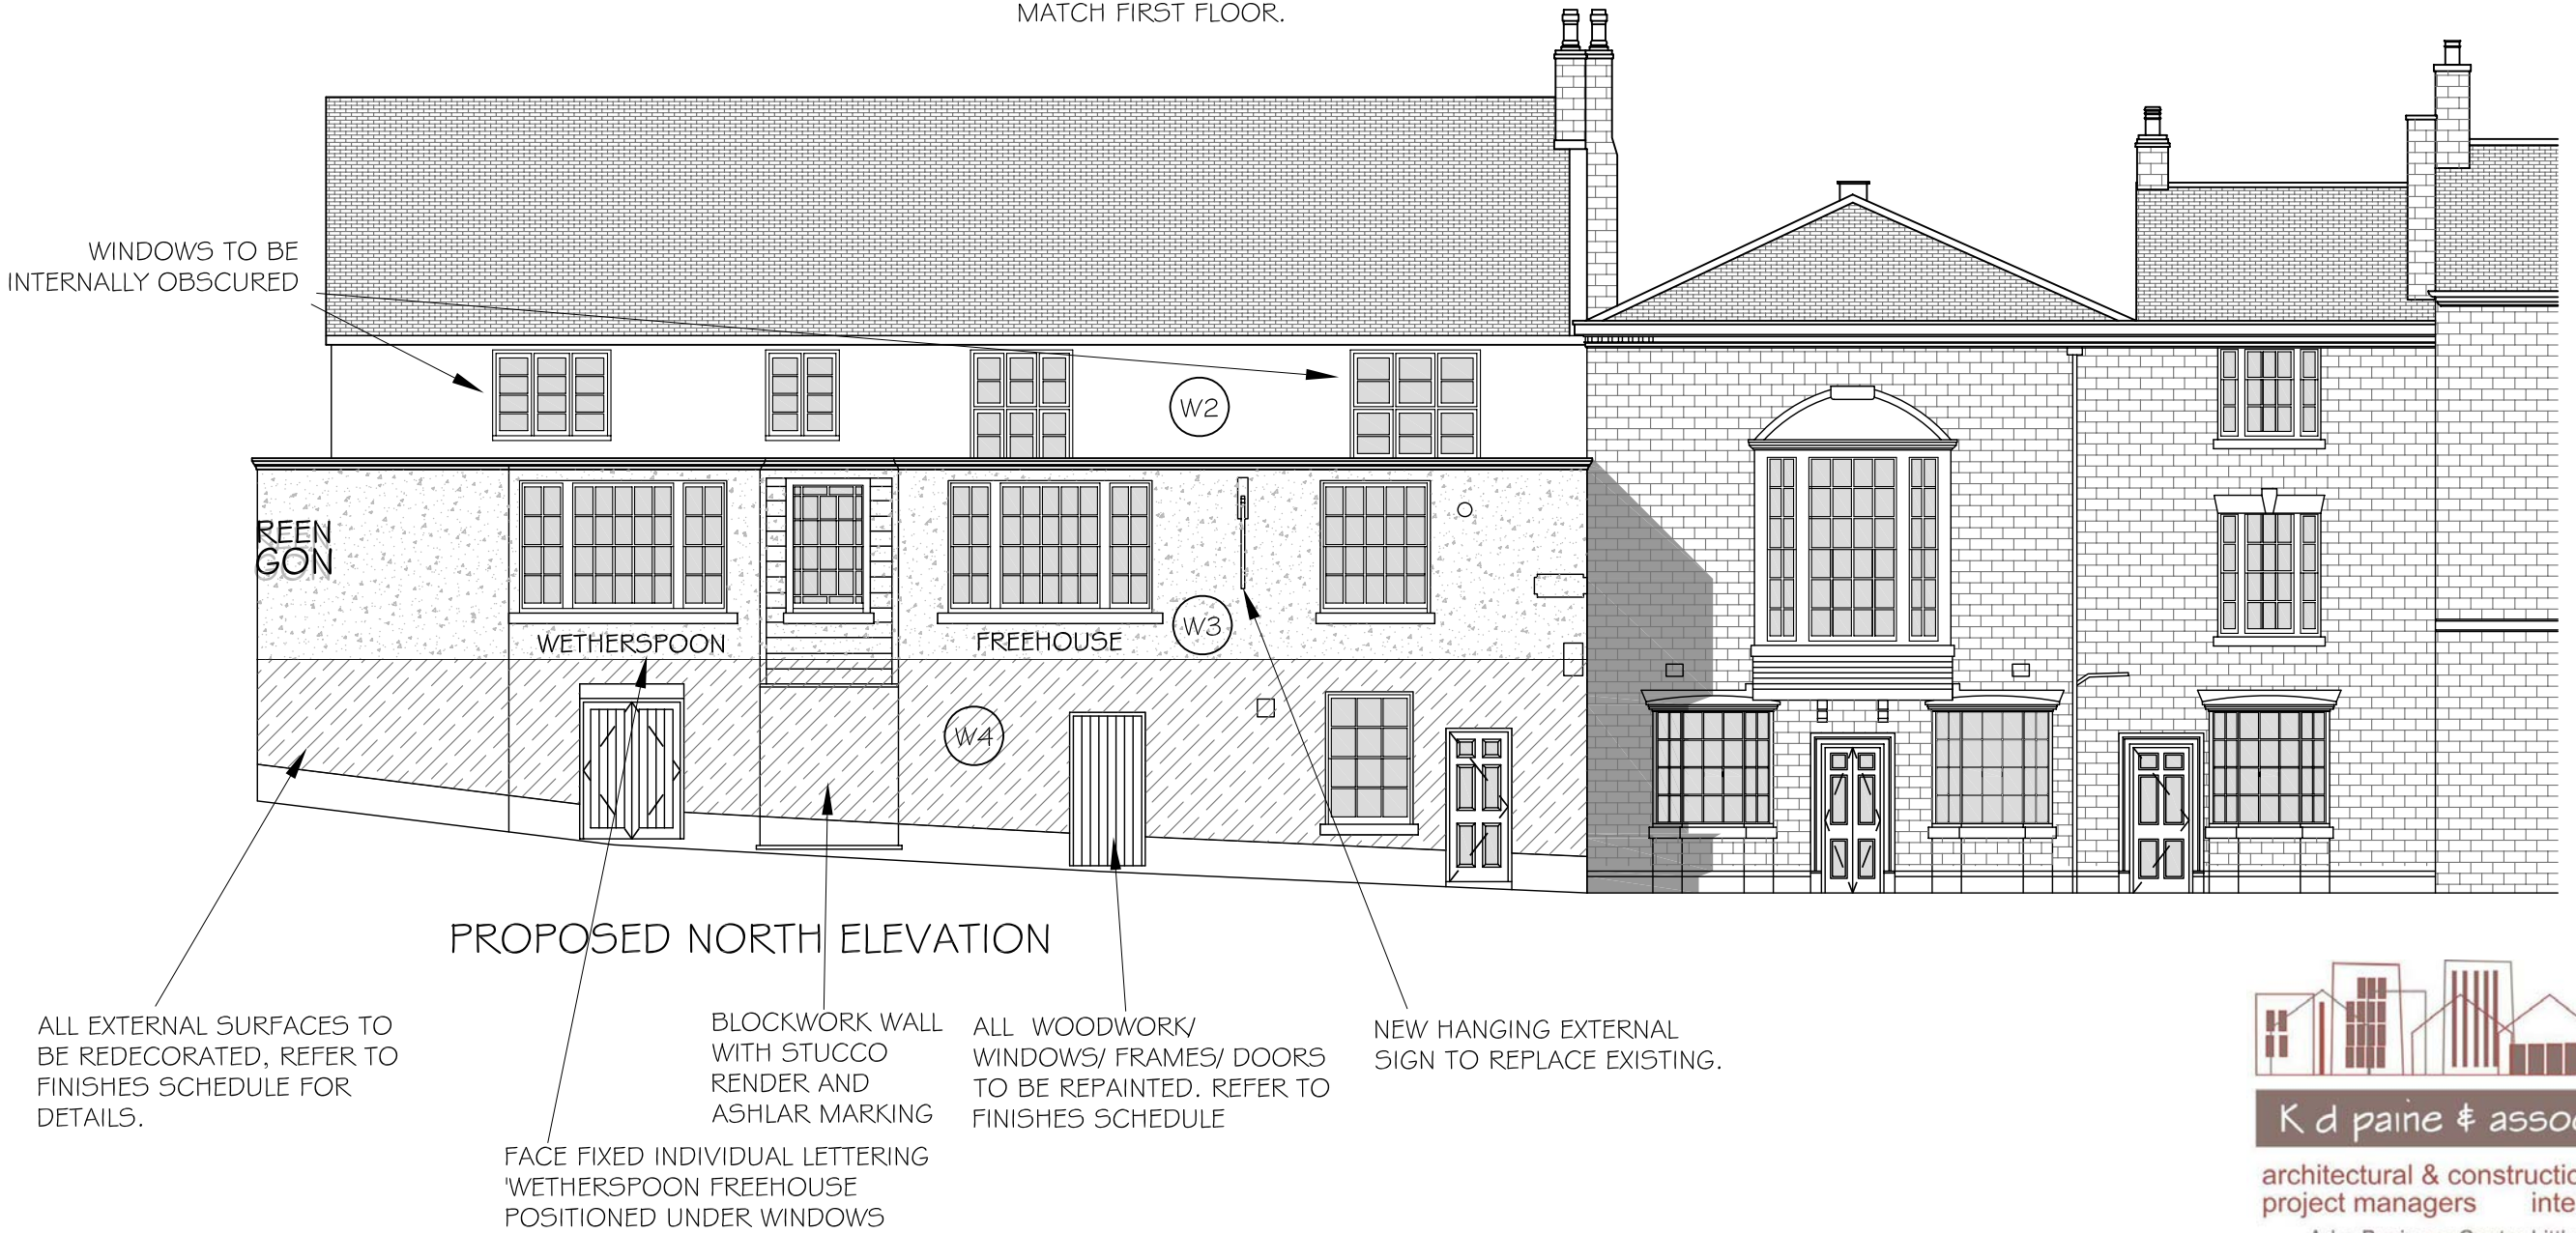 MATCH FIRST FLOOR.
WINDOWS TO BE
INTERNALLY OBSCURED
W2
REEN
GON
WETHERSPOON
FREEHOUSE
W3
W4
PROPOSED NORTH ELEVATION
ALL EXTERNAL SURFACES TO
BE REDECORATED, REFER TO
FINISHES SCHEDULE FOR
DETAILS.
FACE FIXED INDIVIDUAL LETTERING
'WETHERSPOON FREEHOUSE
POSITIONED UNDER WINDOWS
BLOCKWORK WALL
WITH STUCCO
RENDER AND
ASHLAR MARKING
ALL WOODWORK/
WINDOWS/ FRAMES/ DOORS
TO BE REPAINTED. REFER TO
FINISHES SCHEDULE
NEW HANGING EXTERNAL
SIGN TO REPLACE EXISTING.
K d paine & asso
architectural & constructio
project managers inte